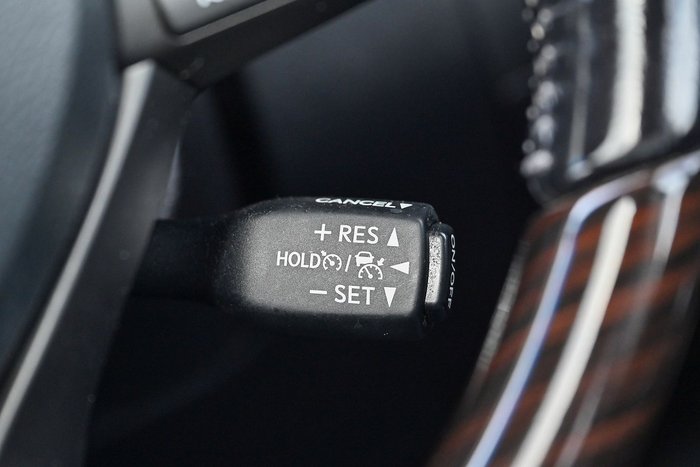 CANCEL▼
+ RES ▲
HOLD / ◀
− SET ▼
ON/OFF